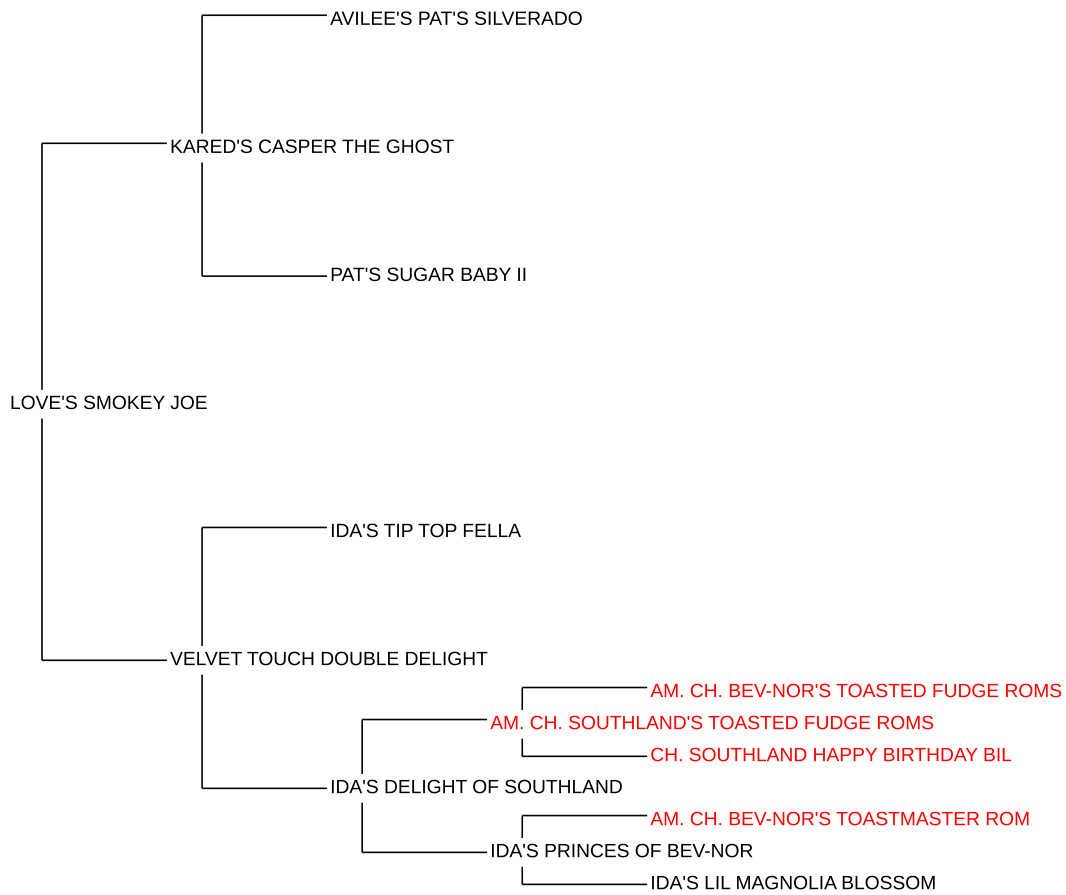 AVILEE'S PAT'S SILVERADO
KARED'S CASPER THE GHOST
PAT'S SUGAR BABY II
LOVE'S SMOKEY JOE
IDA'S TIP TOP FELLA
VELVET TOUCH DOUBLE DELIGHT
AM. CH. BEV-NOR'S TOASTED FUDGE ROMS
AM. CH. SOUTHLAND'S TOASTED FUDGE ROMS
CH. SOUTHLAND HAPPY BIRTHDAY BIL
IDA'S DELIGHT OF SOUTHLAND
AM. CH. BEV-NOR'S TOASTMASTER ROM
IDA'S PRINCES OF BEV-NOR
IDA'S LIL MAGNOLIA BLOSSOM